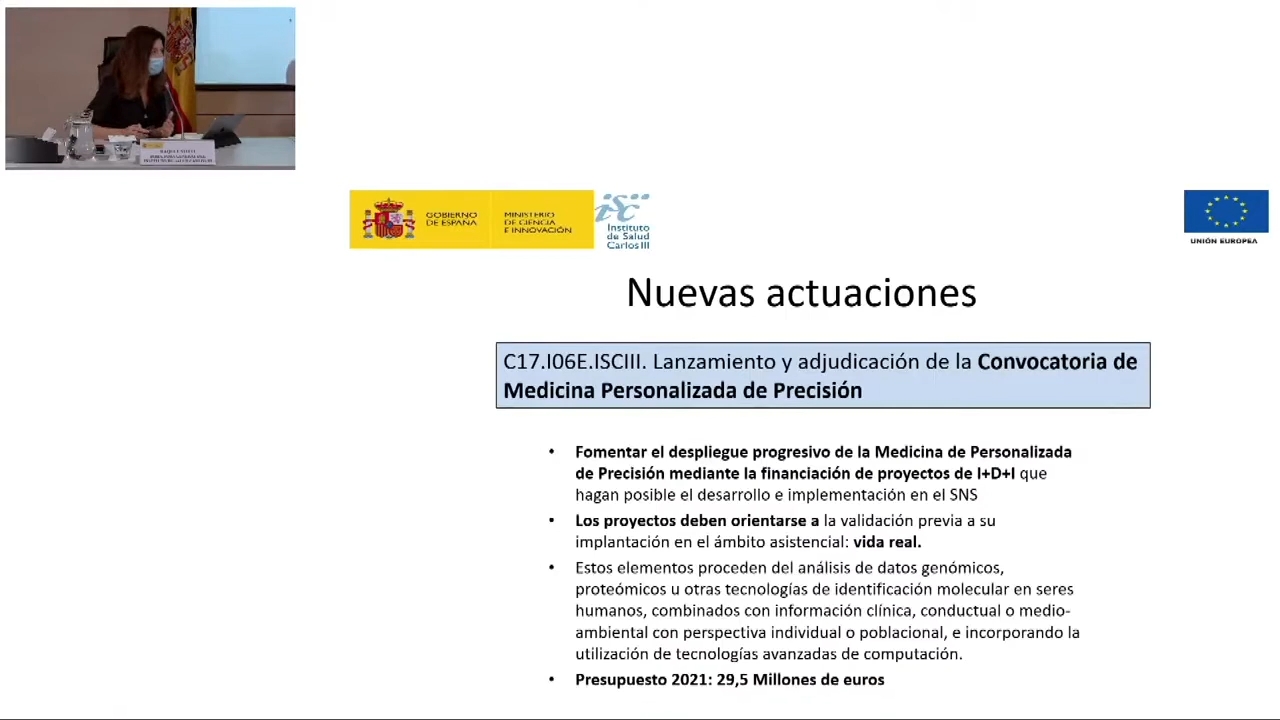 GOBIERNO
DE ESPAÑA
MINISTERIO
DE CIENCIA
E INNOVACIÓN
isc
Instituto
de Salud
Carlos III
UNIÓN EUROPEA
Nuevas actuaciones
C17.I06E.ISCIII. Lanzamiento y adjudicación de la Convocatoria de
Medicina Personalizada de Precisión
• Fomentar el despliegue progresivo de la Medicina de Personalizada
de Precisión mediante la financiación de proyectos de I+D+I que
hagan posible el desarrollo e implementación en el SNS
• Los proyectos deben orientarse a la validación previa a su
implantación en el ámbito asistencial: vida real.
• Estos elementos proceden del análisis de datos genómicos,
proteómicos u otras tecnologías de identificación molecular en seres
humanos, combinados con información clínica, conductual o medio-
ambiental con perspectiva individual o poblacional, e incorporando la
utilización de tecnologías avanzadas de computación.
• Presupuesto 2021: 29,5 Millones de euros